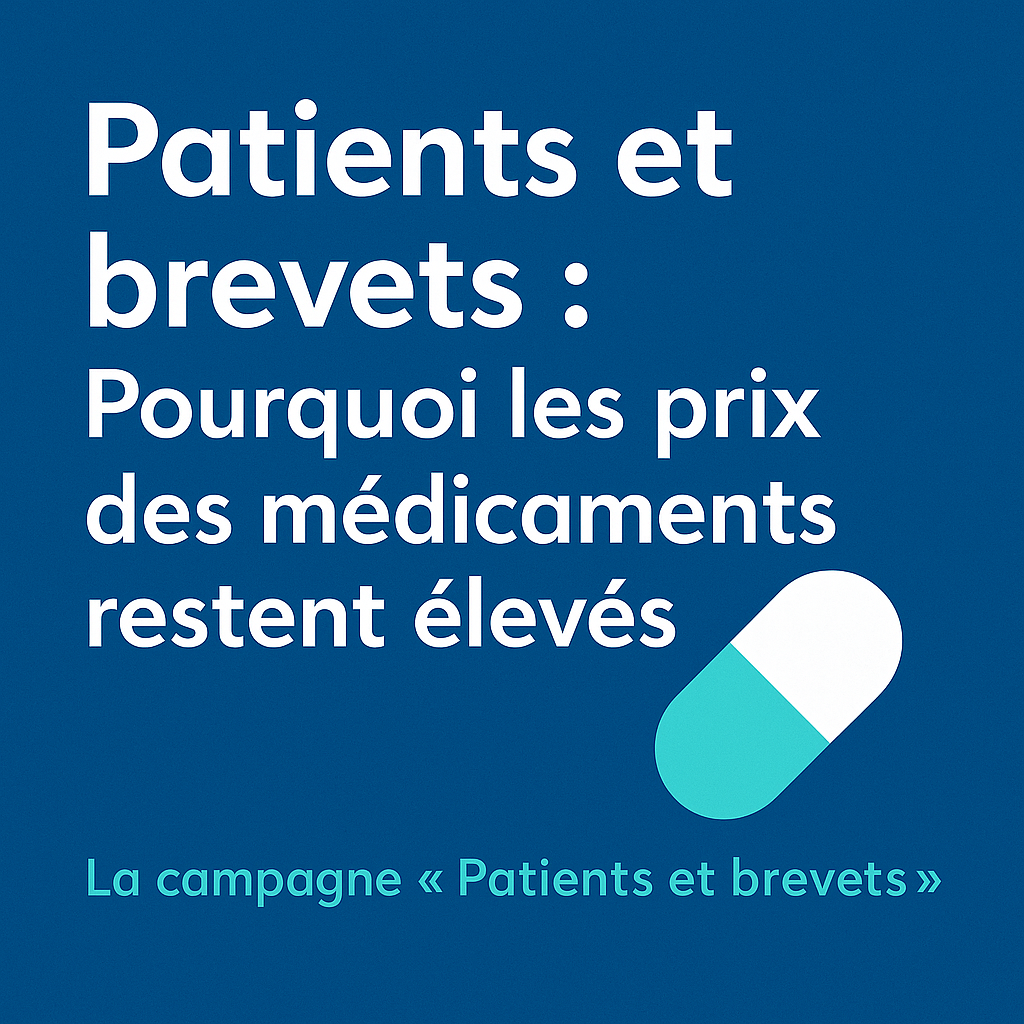 Patients et
brevets :
Pourquoi les prix
des médicaments
restent élevés
La campagne « Patients et brevets »